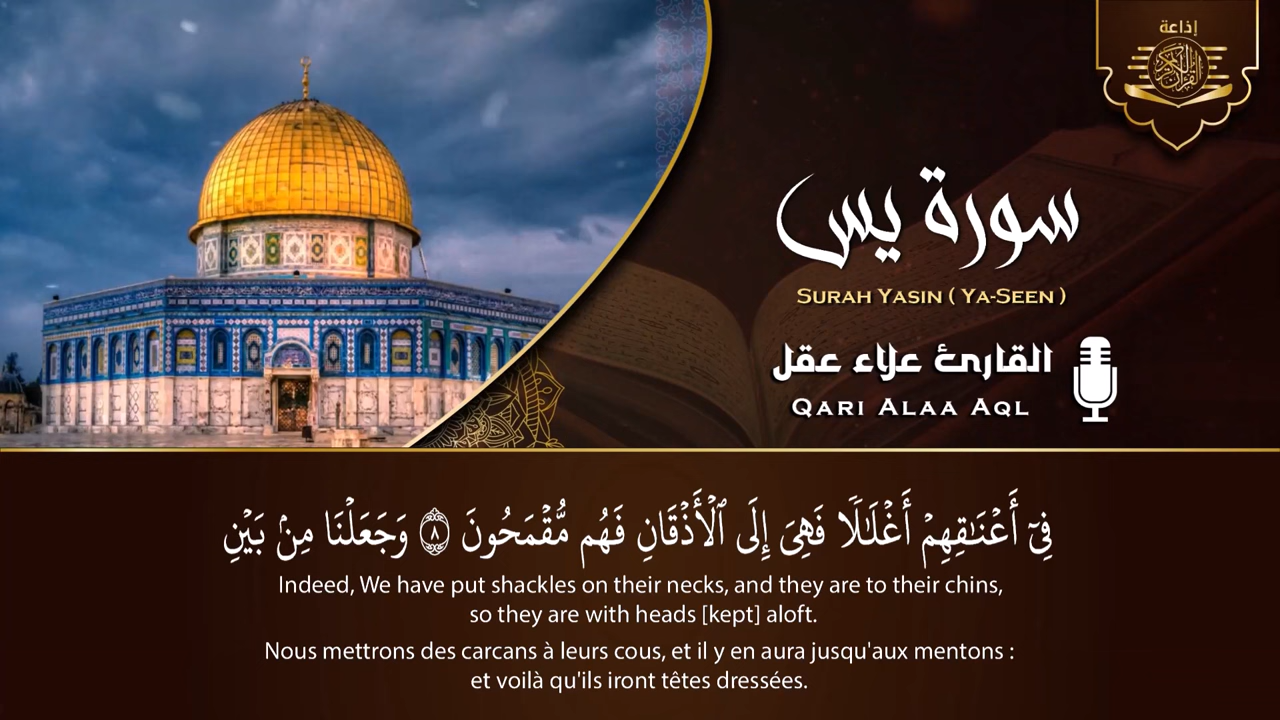 إذاعة
القرآن الكريم
سورة يس
SURAH YASIN ( YA-SEEN )
القارئ علاء عقل
QARI ALAA AQL
فِىٓ أَعْنَـٰقِهِمْ أَغْلَـٰلًا فَهِىَ إِلَى ٱلْأَذْقَانِ فَهُم مُّقْمَحُونَ ٨ وَجَعَلْنَا مِنۢ بَيْنِ
Indeed, We have put shackles on their necks, and they are to their chins,
so they are with heads [kept] aloft.
Nous mettrons des carcans à leurs cous, et il y en aura jusqu'aux mentons :
et voilà qu'ils iront têtes dressées.